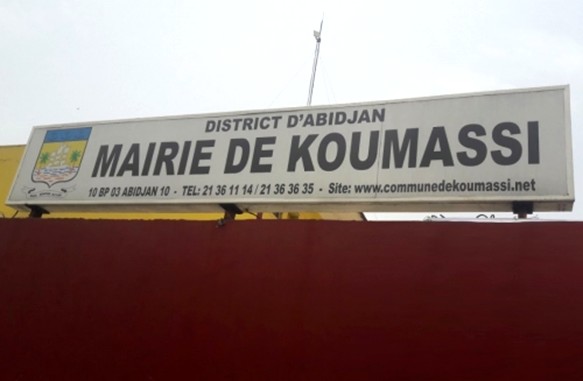 DISTRICT D'ABIDJAN
MAIRIE DE KOUMASSI
10 BP 03 ABIDJAN 10 - TEL: 21 36 11 14 / 21 36 36 35 - Site: www.communedekoumassi.net